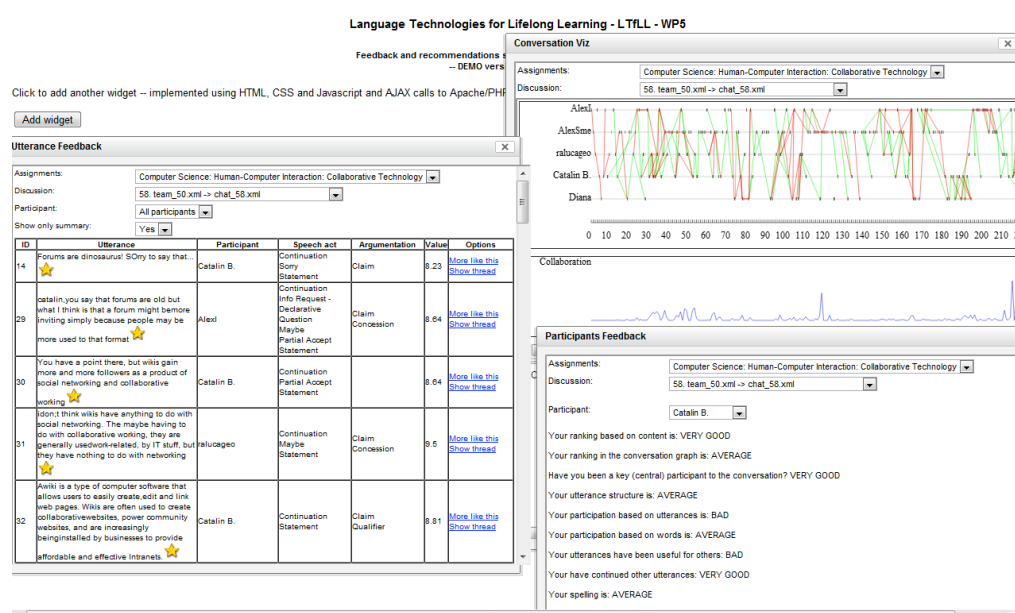 Language Technologies for Lifelong Learning - LTfLL - WP5
Feedback and recommendations s
-- DEMO vers
Click to add another widget -- implemented using HTML, CSS and Javascript and AJAX calls to Apache/PHP
Add widget
Utterance Feedback
Assignments: Computer Science: Human-Computer Interaction: Collaborative Technology
Discussion: 58. team_50.xml -> chat_58.xml
Participant: All participants
Show only summary: Yes
ID Utterance Participant Speech act Argumentation Value Options
14
Forums are dinosaurus! SOrry to say that...
Catalin B.
Continuation
Sorry
Statement
Claim
8.23
More like this
Show thread
29
catalin,you say that forums are old but
what I think is that a forum might bemore
inviting simply because people may be
more used to that format
AlexI
Continuation
Info Request -
Declarative
Question
Maybe
Partial Accept
Statement
Claim
Concession
8.64
More like this
Show thread
30
You have a point there, but wikis gain
more and more followers as a product of
social networking and collaborative
working
Catalin B.
Continuation
Partial Accept
Statement
8.64
More like this
Show thread
31
idon;t think wikis have anything to do with
social networking. The maybe having to
do with collaborative working, they are
generally usedwork-related, by IT stuff, but
they have nothing to do with networking
ralucageo
Continuation
Maybe
Statement
Claim
Concession
9.5
More like this
Show thread
32
Awiki is a type of computer software that
allows users to easily create,edit and link
web pages. Wikis are often used to create
collaborativewebsites, power community
websites, and are increasingly
beinginstalled by businesses to provide
affordable and effective Intranets.
Catalin B.
Continuation
Statement
Claim
Qualifier
8.81
More like this
Show thread
Conversation Viz
Assignments: Computer Science: Human-Computer Interaction: Collaborative Technology
Discussion: 58. team_50.xml -> chat_58.xml
AlexI
AlexSme
ralucageo
Catalin B.
Diana
0 10 20 30 40 50 60 70 80 90 100 110 120 130 140 150 160 170 180 190 200 210
Collaboration
Participants Feedback
Assignments: Computer Science: Human-Computer Interaction: Collaborative Technology
Discussion: 58. team_50.xml -> chat_58.xml
Participant: Catalin B.
Your ranking based on content is: VERY GOOD
Your ranking in the conversation graph is: AVERAGE
Have you been a key (central) participant to the conversation? VERY GOOD
Your utterance structure is: AVERAGE
Your participation based on utterances is: BAD
Your participation based on words is: AVERAGE
Your utterances have been useful for others: BAD
Your have continued other utterances: VERY GOOD
Your spelling is: AVERAGE